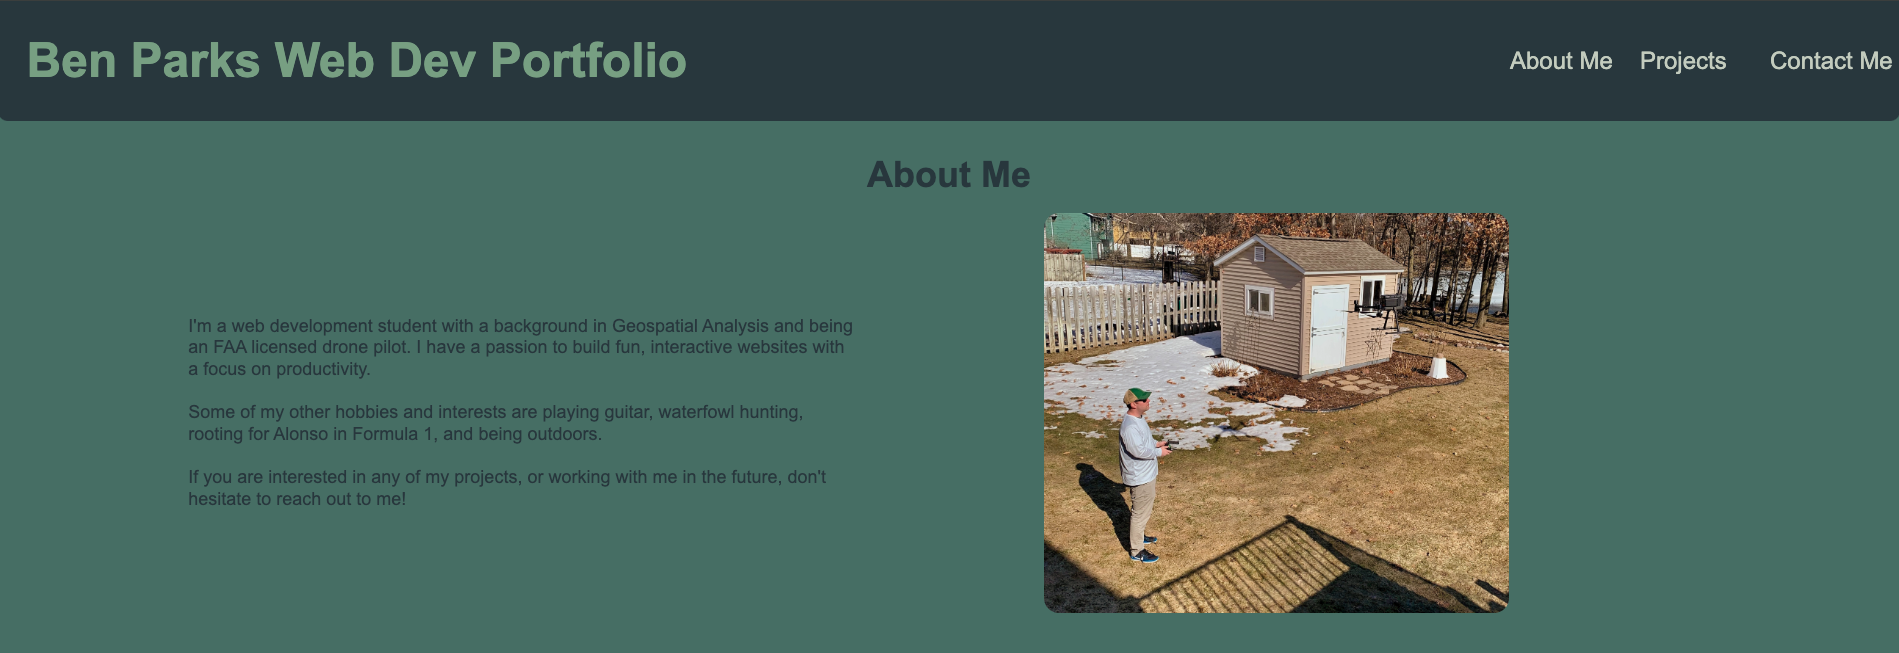 Ben Parks Web Dev Portfolio
About Me
Projects
Contact Me
About Me
I'm a web development student with a background in Geospatial Analysis and being
an FAA licensed drone pilot. I have a passion to build fun, interactive websites with
a focus on productivity.
Some of my other hobbies and interests are playing guitar, waterfowl hunting,
rooting for Alonso in Formula 1, and being outdoors.
If you are interested in any of my projects, or working with me in the future, don't
hesitate to reach out to me!